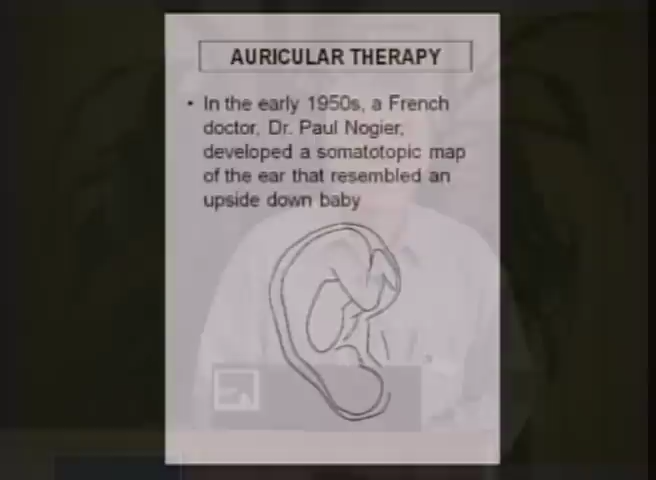 AURICULAR THERAPY
• In the early 1950s, a French
doctor, Dr. Paul Nogier,
developed a somatotopic map
of the ear that resembled an
upside down baby